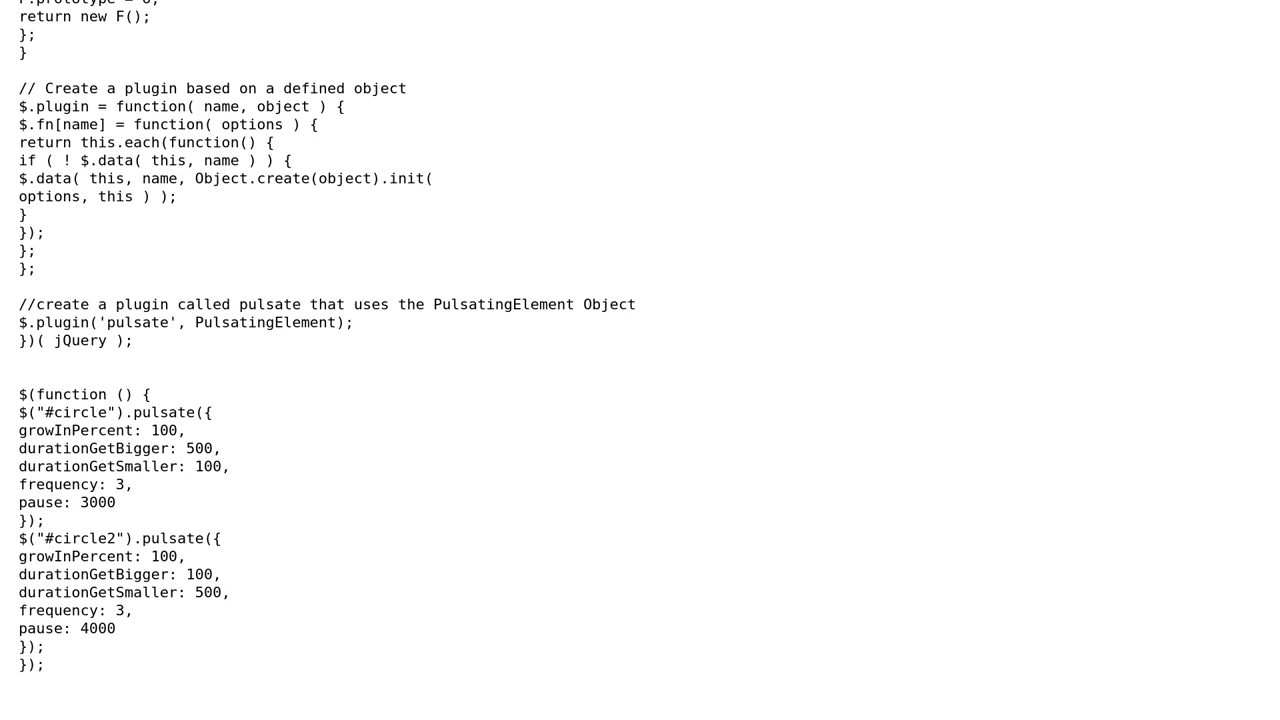 F.prototype = o;
return new F();
};
}

// Create a plugin based on a defined object
$.plugin = function( name, object ) {
$.fn[name] = function( options ) {
return this.each(function() {
if ( ! $.data( this, name ) ) {
$.data( this, name, Object.create(object).init(
options, this ) );
}
});
};
};

//create a plugin called pulsate that uses the PulsatingElement Object
$.plugin('pulsate', PulsatingElement);
})( jQuery );


$(function () {
$("#circle").pulsate({
growInPercent: 100,
durationGetBigger: 500,
durationGetSmaller: 100,
frequency: 3,
pause: 3000
});
$("#circle2").pulsate({
growInPercent: 100,
durationGetBigger: 100,
durationGetSmaller: 500,
frequency: 3,
pause: 4000
});
});